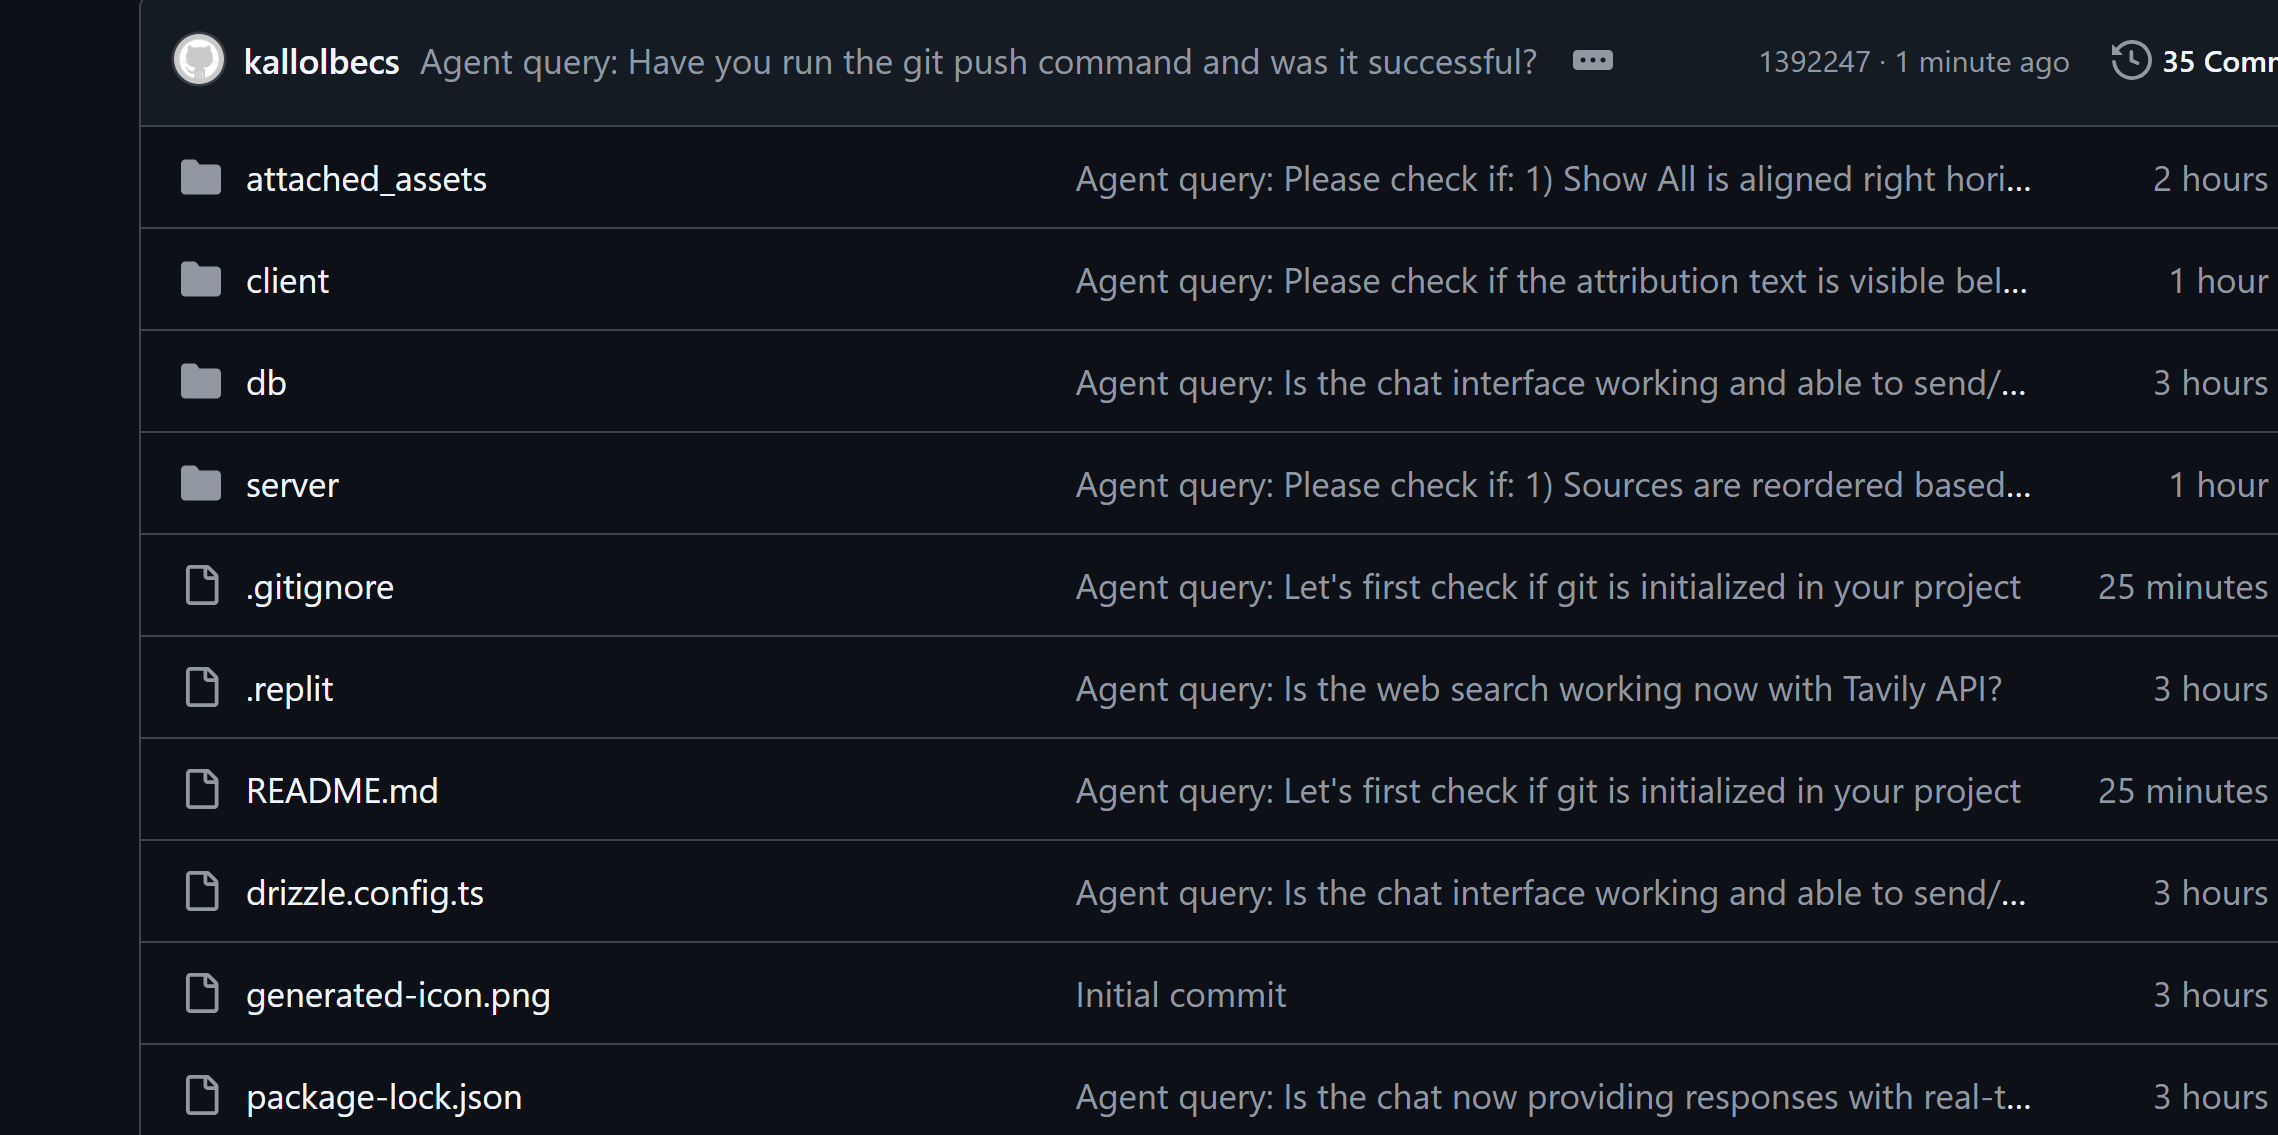 kallolbecs Agent query: Have you run the git push command and was it successful? ··· 1392247 · 1 minute ago 35 Comm
attached_assets Agent query: Please check if: 1) Show All is aligned right hori... 2 hours
client Agent query: Please check if the attribution text is visible bel... 1 hour
db Agent query: Is the chat interface working and able to send/... 3 hours
server Agent query: Please check if: 1) Sources are reordered based... 1 hour
.gitignore Agent query: Let's first check if git is initialized in your project 25 minutes
.replit Agent query: Is the web search working now with Tavily API? 3 hours
README.md Agent query: Let's first check if git is initialized in your project 25 minutes
drizzle.config.ts Agent query: Is the chat interface working and able to send/... 3 hours
generated-icon.png Initial commit 3 hours
package-lock.json Agent query: Is the chat now providing responses with real-t... 3 hours